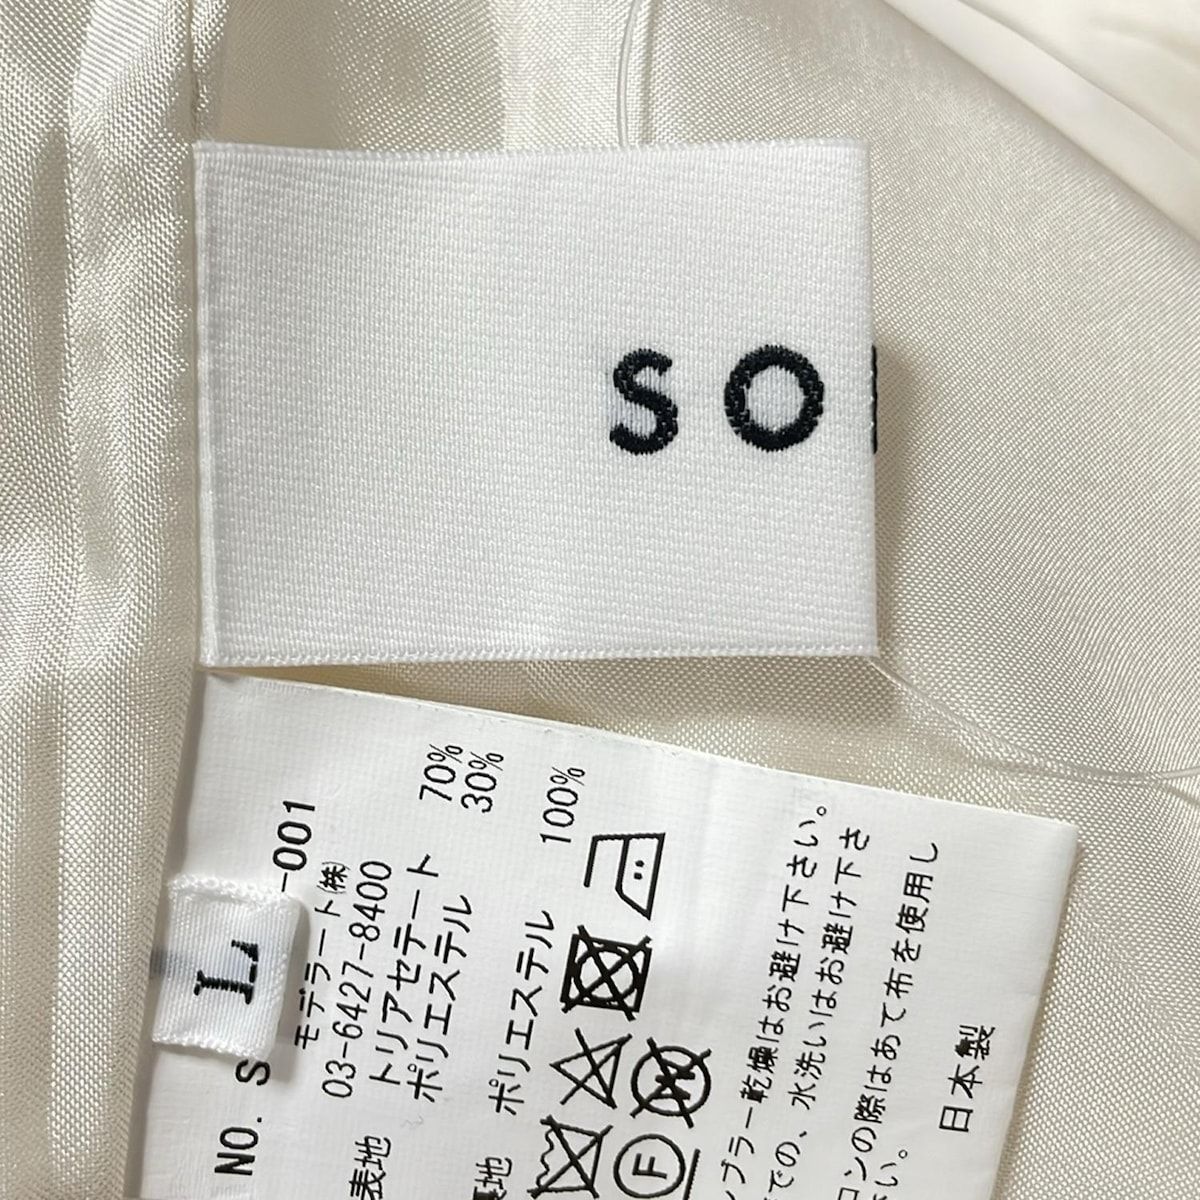 SO
L
NO. S -001
モデラート㈱
03-6427-8400
表地 トリアセテート 70%
ポリエステル 30%
地 ポリエステル 100%
W
F
ンブラー乾燥はお避け下さい。
での、水洗いはお避け下さ
ロンの際はあて布を使用し
さい。
日本製